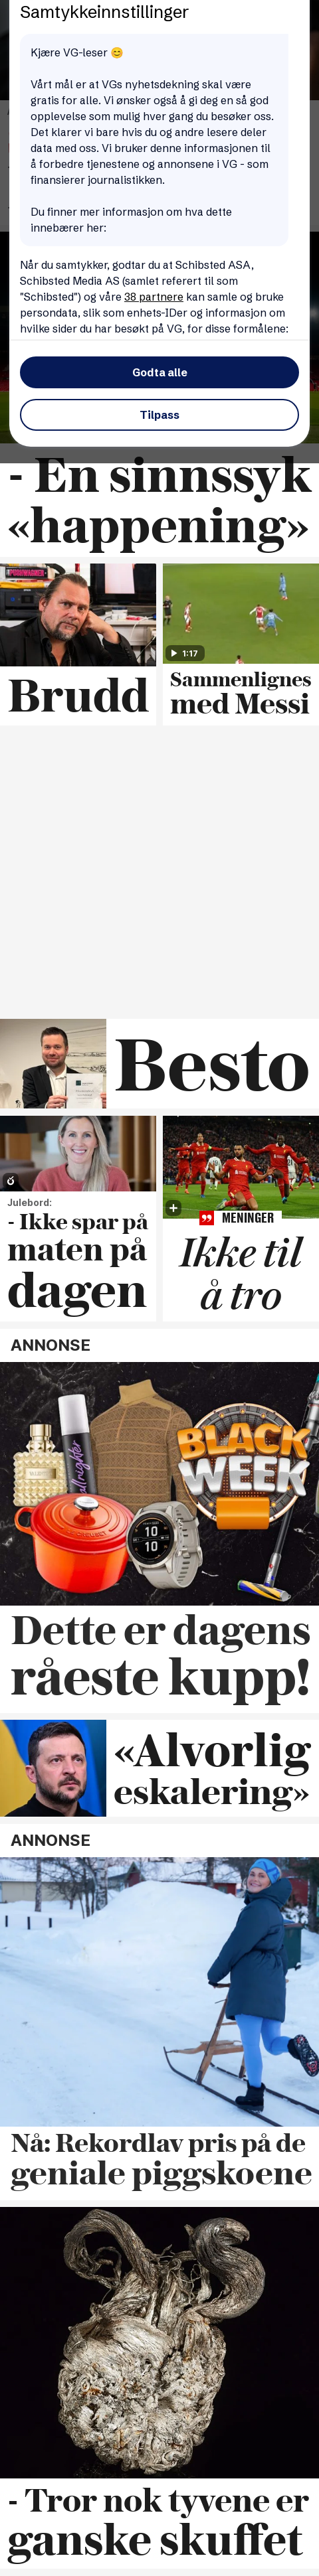 Samtykkeinnstillinger
Kjære VG-leser 😊
Vårt mål er at VGs nyhetsdekning skal være
gratis for alle. Vi ønsker også å gi deg en så god
opplevelse som mulig hver gang du besøker oss.
Det klarer vi bare hvis du og andre lesere deler
data med oss. Vi bruker denne informasjonen til
å forbedre tjenestene og annonsene i VG - som
finansierer journalistikken.
Du finner mer informasjon om hva dette
innebærer her:
Når du samtykker, godtar du at Schibsted ASA,
Schibsted Media AS (samlet referert til som
"Schibsted") og våre 38 partnere kan samle og bruke
persondata, slik som enhets-IDer og informasjon om
hvilke sider du har besøkt på VG, for disse formålene:
Godta alle
Tilpass
- En sinnssyk
«happening»
Brudd
1:17
Sammenlignes
med Messi
Besto
Julebord:
- Ikke spar på
maten på
dagen
MENINGER
Ikke til
å tro
ANNONSE
BLACK
WEEK
Dette er dagens
råeste kupp!
«Alvorlig
eskalering»
ANNONSE
Nå: Rekordlav pris på de
geniale piggskoene
- Tror nok tyvene er
ganske skuffet